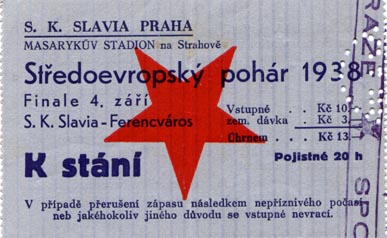 S. K. SLAVIA PRAHA
MASARYKŮV STADION na Strahově
Středoevropský pohár 1938
Finale 4. září
S. K. Slavia-Ferencváros
Vstupné . . Kč 10.
zem. dávka . Kč 3.
Úhrnem . . Kč 13.
K stání
Pojistné 20 h
V případě přerušení zápasu následkem nepříznivého počasí
neb jakéhokoliv jiného důvodu se vstupné nevrací.
RAZE
SPO